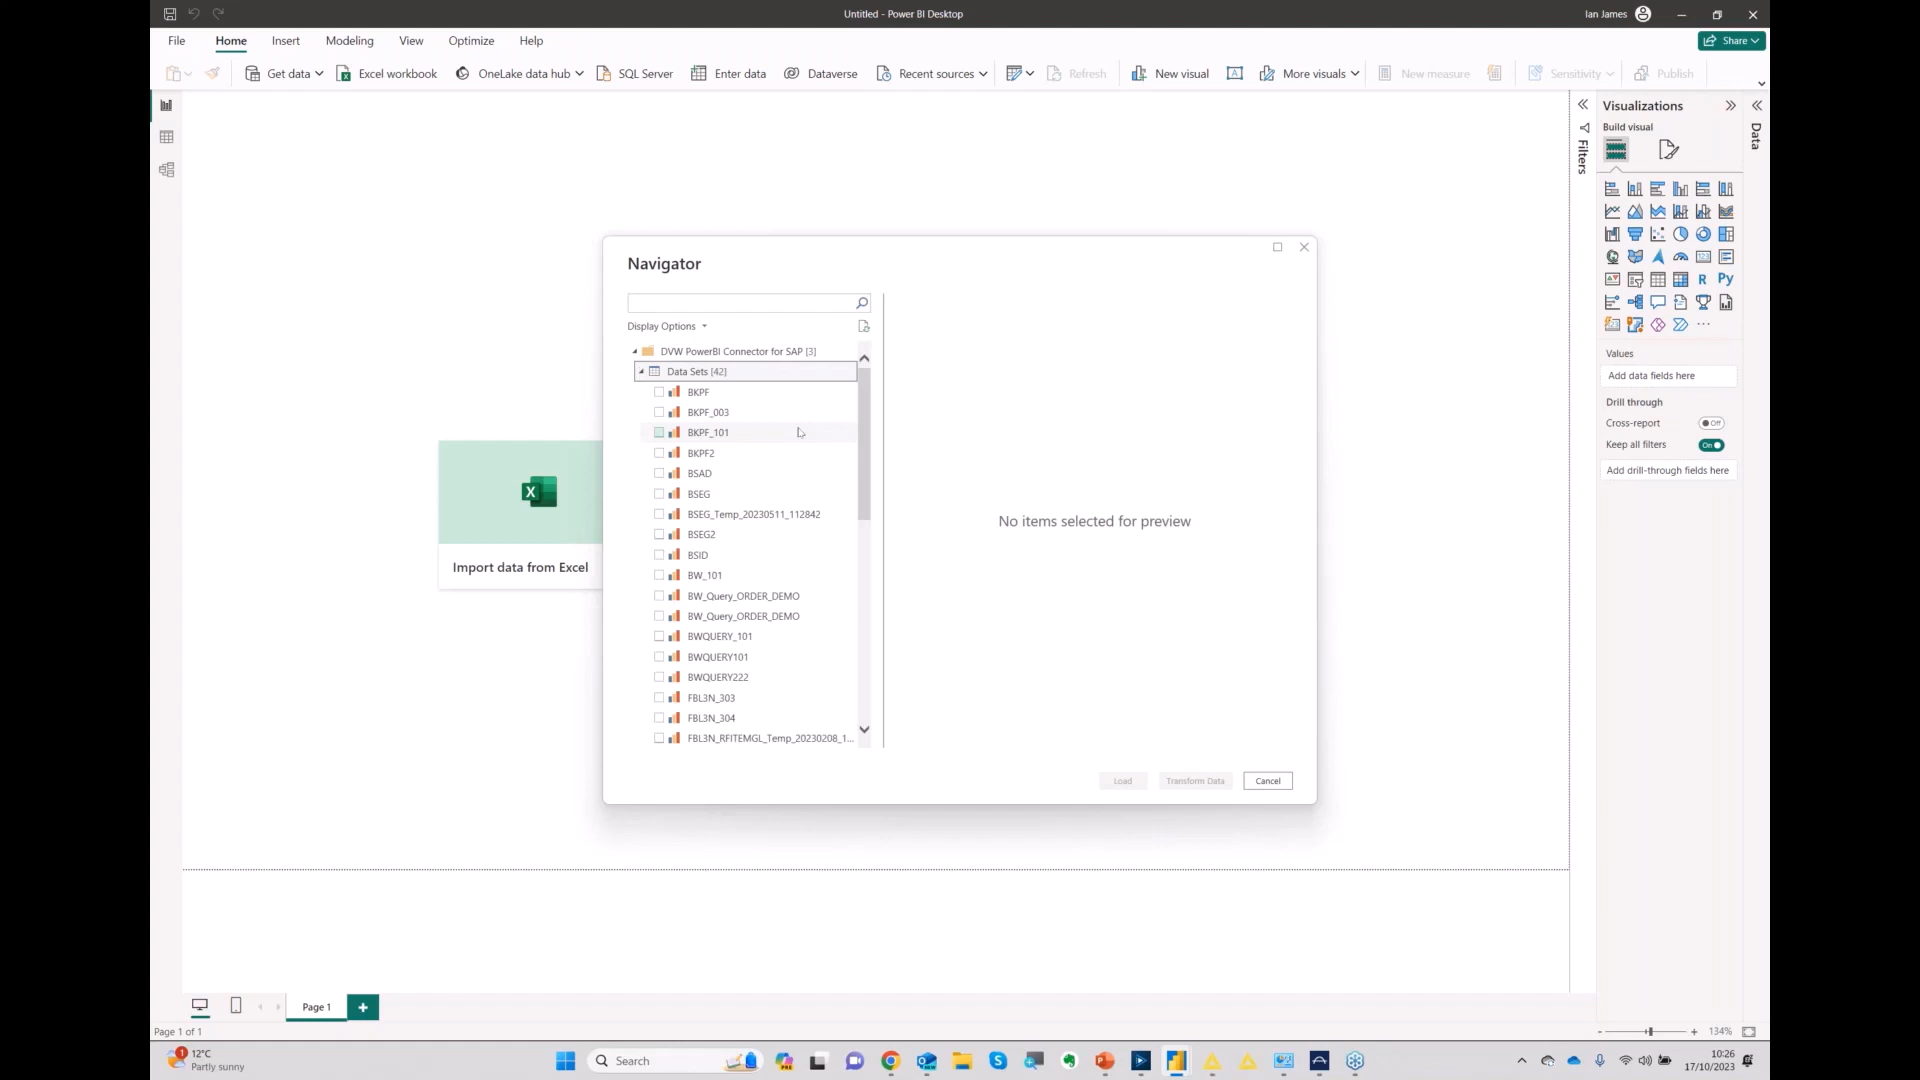 Untitled - Power BI Desktop
Ian James
File Home Insert Modeling View Optimize Help
Share
Get data Excel workbook OneLake data hub SQL Server Enter data Dataverse Recent sources Refresh New visual More visuals New measure Sensitivity Publish
Visualizations
Build visual
Filters
Data
R Py
Values
Add data fields here
Drill through
Cross-report Off
Keep all filters On
Add drill-through fields here
Import data from Excel
Navigator
Display Options
DVW PowerBI Connector for SAP [3]
Data Sets [42]
BKPF
BKPF_003
BKPF_101
BKPF2
BSAD
BSEG
BSEG_Temp_20230511_112842
BSEG2
BSID
BW_101
BW_Query_ORDER_DEMO
BW_Query_ORDER_DEMO
BWQUERY_101
BWQUERY101
BWQUERY222
FBL3N_303
FBL3N_304
FBL3N_RFITEMGL_Temp_20230208_1...
No items selected for preview
Load Transform Data Cancel
Page 1
Page 1 of 1
134%
1
12°C
Partly sunny
Search
10:26
17/10/2023